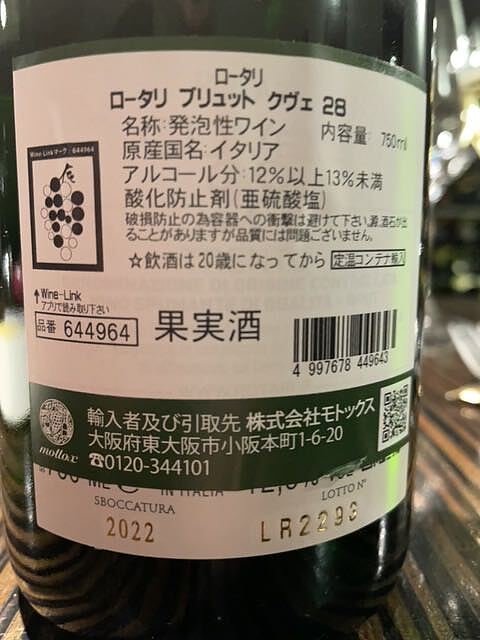 ロータリ
ロータリ ブリュット クヴェ 28
名称:発泡性ワイン 内容量: 750ml
原産国名:イタリア
アルコール分:12%以上13%未満
酸化防止剤(亜硫酸塩)
破損防止の為容器への衝撃は避けて下さい。
ることがありますが品質には問題ございません。
☆飲酒は20歳になってから 定温コンテナ輸入
Wine-Linkマーク:644964
Wine-Link
アプリで読み取り下さい
品番 644964
果実酒
4 997678 449643
輸入者及び引取先 株式会社モトックス
大阪府東大阪市小阪本町1-6-20
☎0120-344101
mottox
IN ITALIA
SBOCCATURA
LOTTO N°
2022
LR2293